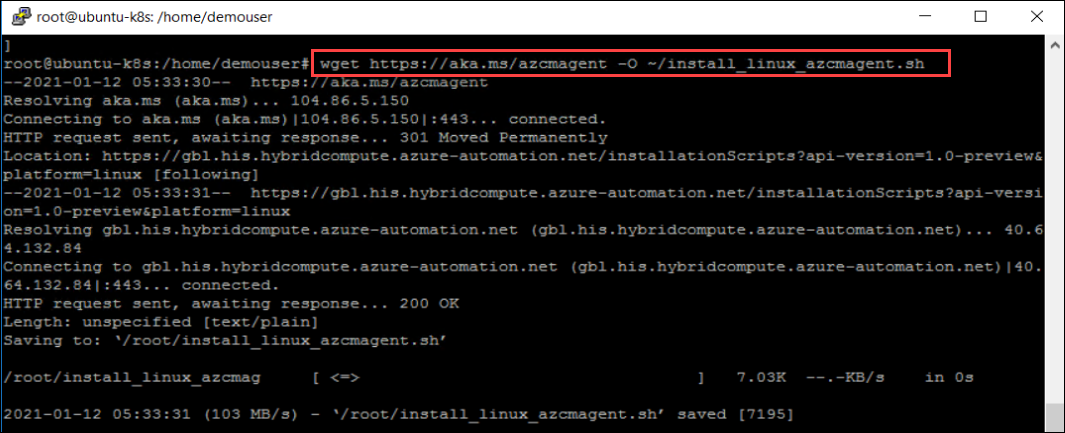 root@ubuntu-k8s: /home/demouser
]
root@ubuntu-k8s:/home/demouser# wget https://aka.ms/azcmagent -O ~/install_linux_azcmagent.sh
--2021-01-12 05:33:30--  https://aka.ms/azcmagent
Resolving aka.ms (aka.ms)... 104.86.5.150
Connecting to aka.ms (aka.ms)|104.86.5.150|:443... connected.
HTTP request sent, awaiting response... 301 Moved Permanently
Location: https://gbl.his.hybridcompute.azure-automation.net/installationScripts?api-version=1.0-preview&
platform=linux [following]
--2021-01-12 05:33:31--  https://gbl.his.hybridcompute.azure-automation.net/installationScripts?api-versi
on=1.0-preview&platform=linux
Resolving gbl.his.hybridcompute.azure-automation.net (gbl.his.hybridcompute.azure-automation.net)... 40.6
4.132.84
Connecting to gbl.his.hybridcompute.azure-automation.net (gbl.his.hybridcompute.azure-automation.net)|40.
64.132.84|:443... connected.
HTTP request sent, awaiting response... 200 OK
Length: unspecified [text/plain]
Saving to: ‘/root/install_linux_azcmagent.sh’
/root/install_linux_azcmag     [ <=>                                     ]   7.03K  --.-KB/s    in 0s
2021-01-12 05:33:31 (103 MB/s) - ‘/root/install_linux_azcmagent.sh’ saved [7195]